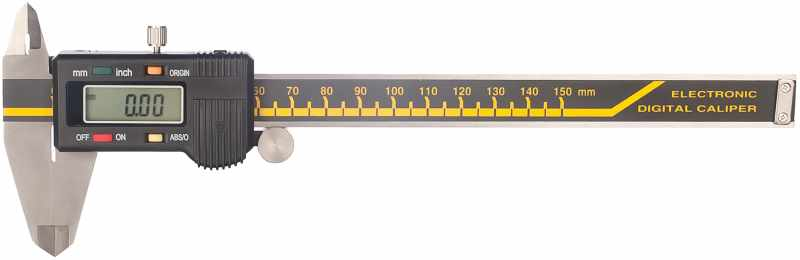 mm inch ORIGIN
0.00
OFF ON ABS/O
60 70 80 90 100 110 120 130 140 150 mm
ELECTRONIC
DIGITAL CALIPER